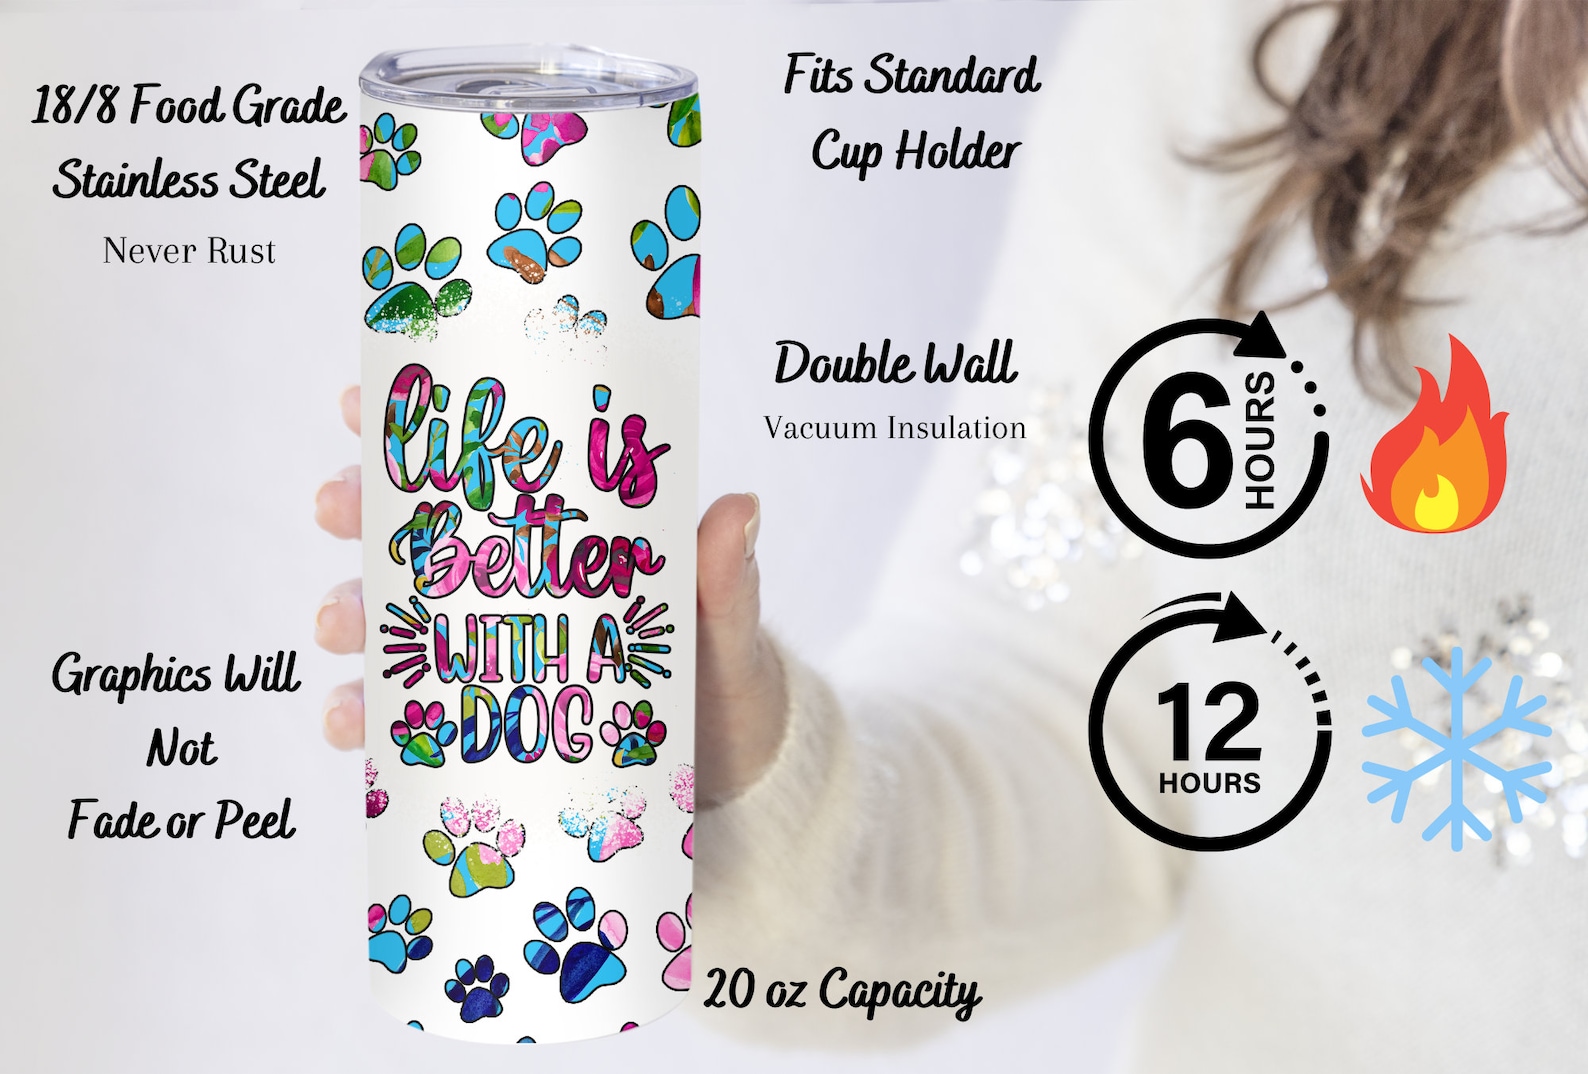 18/8 Food Grade
Stainless Steel
Never Rust
Fits Standard
Cup Holder
life is
Better
WITH A
DOG
Double Wall
Vacuum Insulation
6
HOURS
12
HOURS
Graphics Will
Not
Fade or Peel
20 oz Capacity